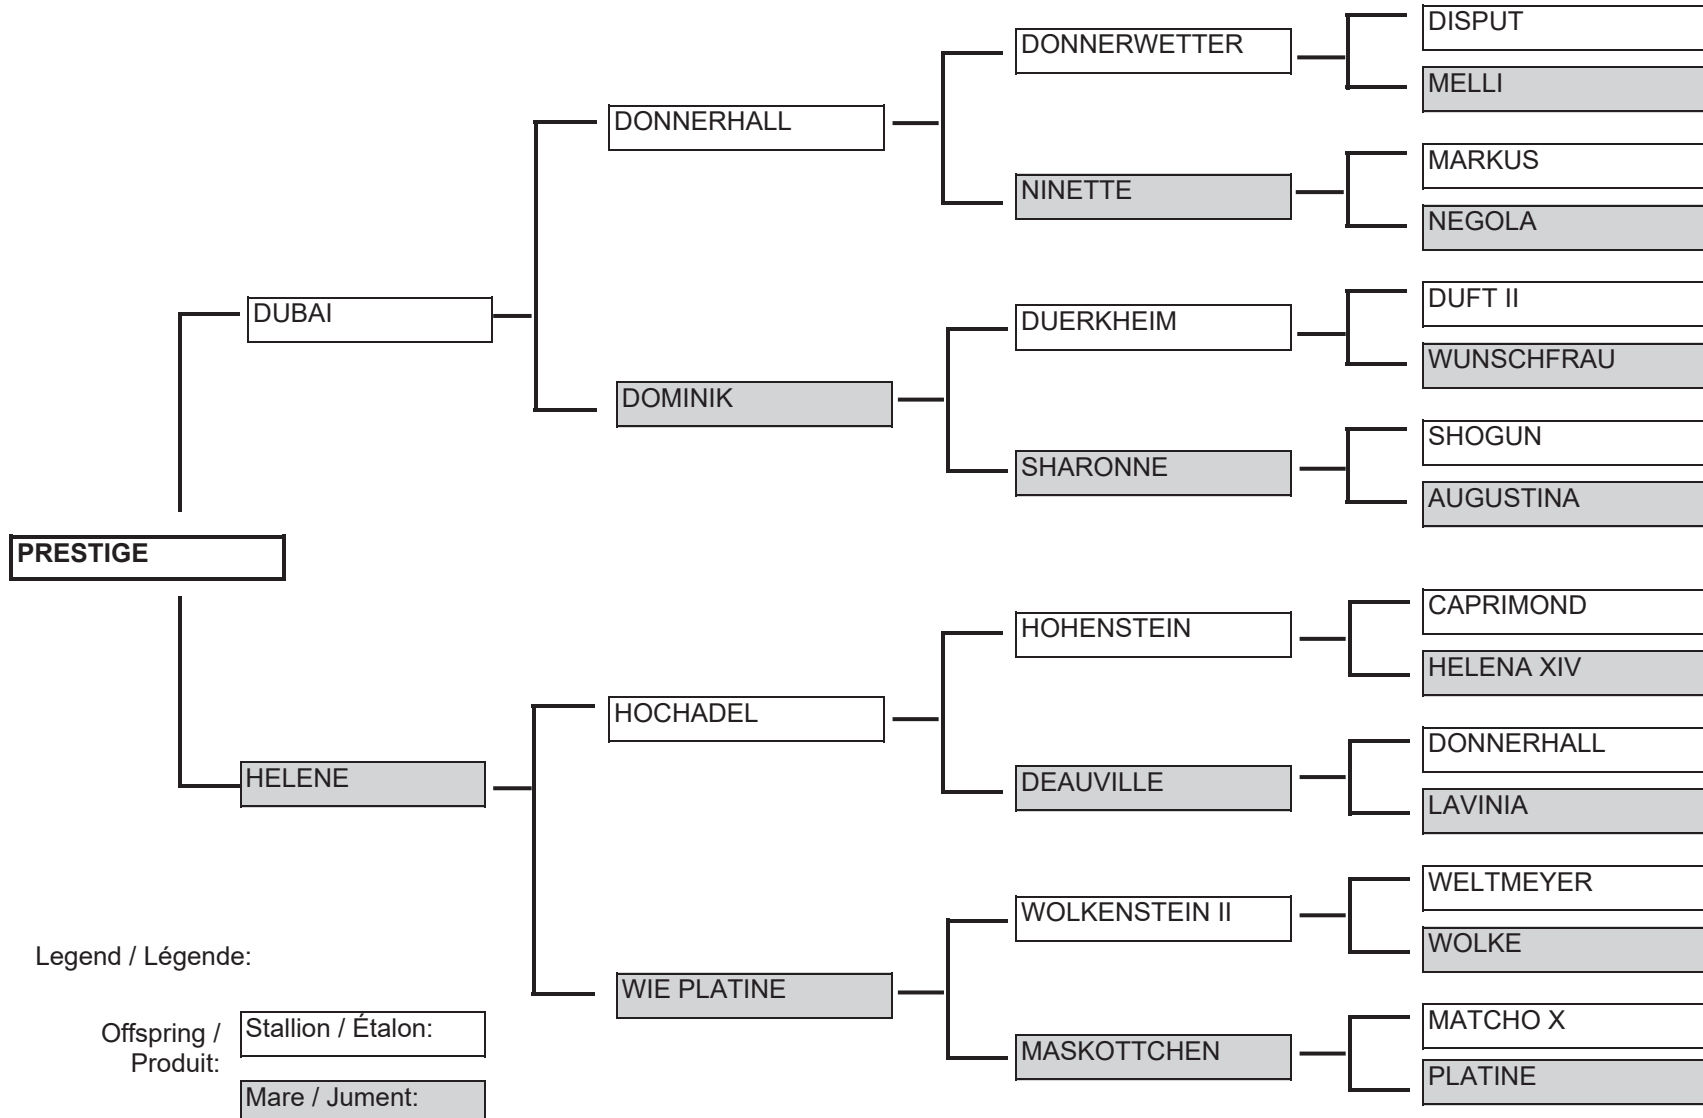 DISPUT
DONNERWETTER
MELLI
DONNERHALL
MARKUS
NINETTE
NEGOLA
DUBAI
DUFT II
DUERKHEIM
WUNSCHFRAU
DOMINIK
SHOGUN
SHARONNE
AUGUSTINA
PRESTIGE
CAPRIMOND
HOHENSTEIN
HELENA XIV
HOCHADEL
DONNERHALL
HELENE
DEAUVILLE
LAVINIA
WELTMEYER
WOLKENSTEIN II
WOLKE
WIE PLATINE
MATCHO X
MASKOTTCHEN
PLATINE
Legend / Légende:
Offspring /
Produit:
Stallion / Étalon:
Mare / Jument: